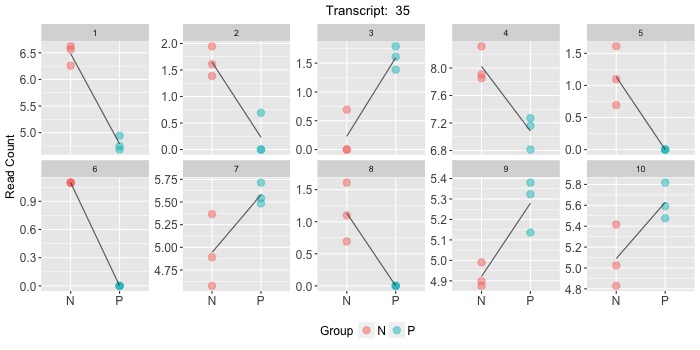 Transcript: 35
1 2 3 4 5
6.5 6.0 5.5 5.0
2.0 1.5 1.0 0.5 0.0
1.5 1.0 0.5 0.0
8.0 7.6 7.2 6.8
1.5 1.0 0.5 0.0
Read Count
6 7 8 9 10
0.9 0.6 0.3 0.0
5.75 5.50 5.25 5.00 4.75
1.5 1.0 0.5 0.0
5.4 5.3 5.2 5.1 5.0 4.9
5.8 5.6 5.4 5.2 5.0 4.8
N P N P N P N P N P
Group N P